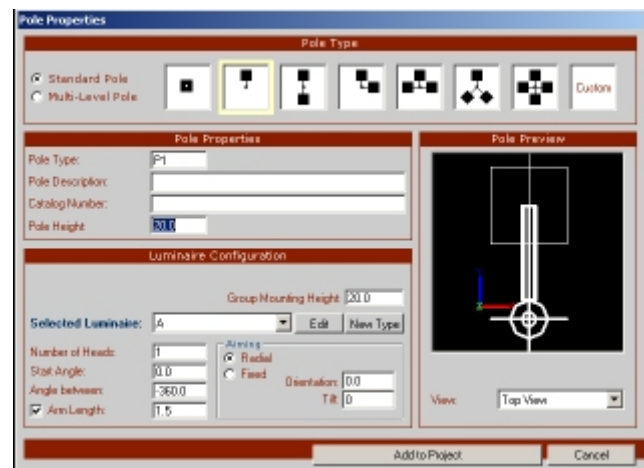 Pole Properties
Pole Type
Standard Pole
Multi-Level Pole
Custom
Pole Properties
Pole Type: P1
Pole Description:
Catalog Number:
Pole Height: 20.0
Luminaire Configuration
Group Mounting Height: 20.0
Selected Luminaire: A Edit New Type
Number of Heads: 1
Start Angle: 0.0
Angle between: -360.0
Arm Length: 1.5
Aiming
Radial
Fixed
Orientation: 0.0
Tilt: 0
Pole Preview
View: Top View
Add to Project Cancel